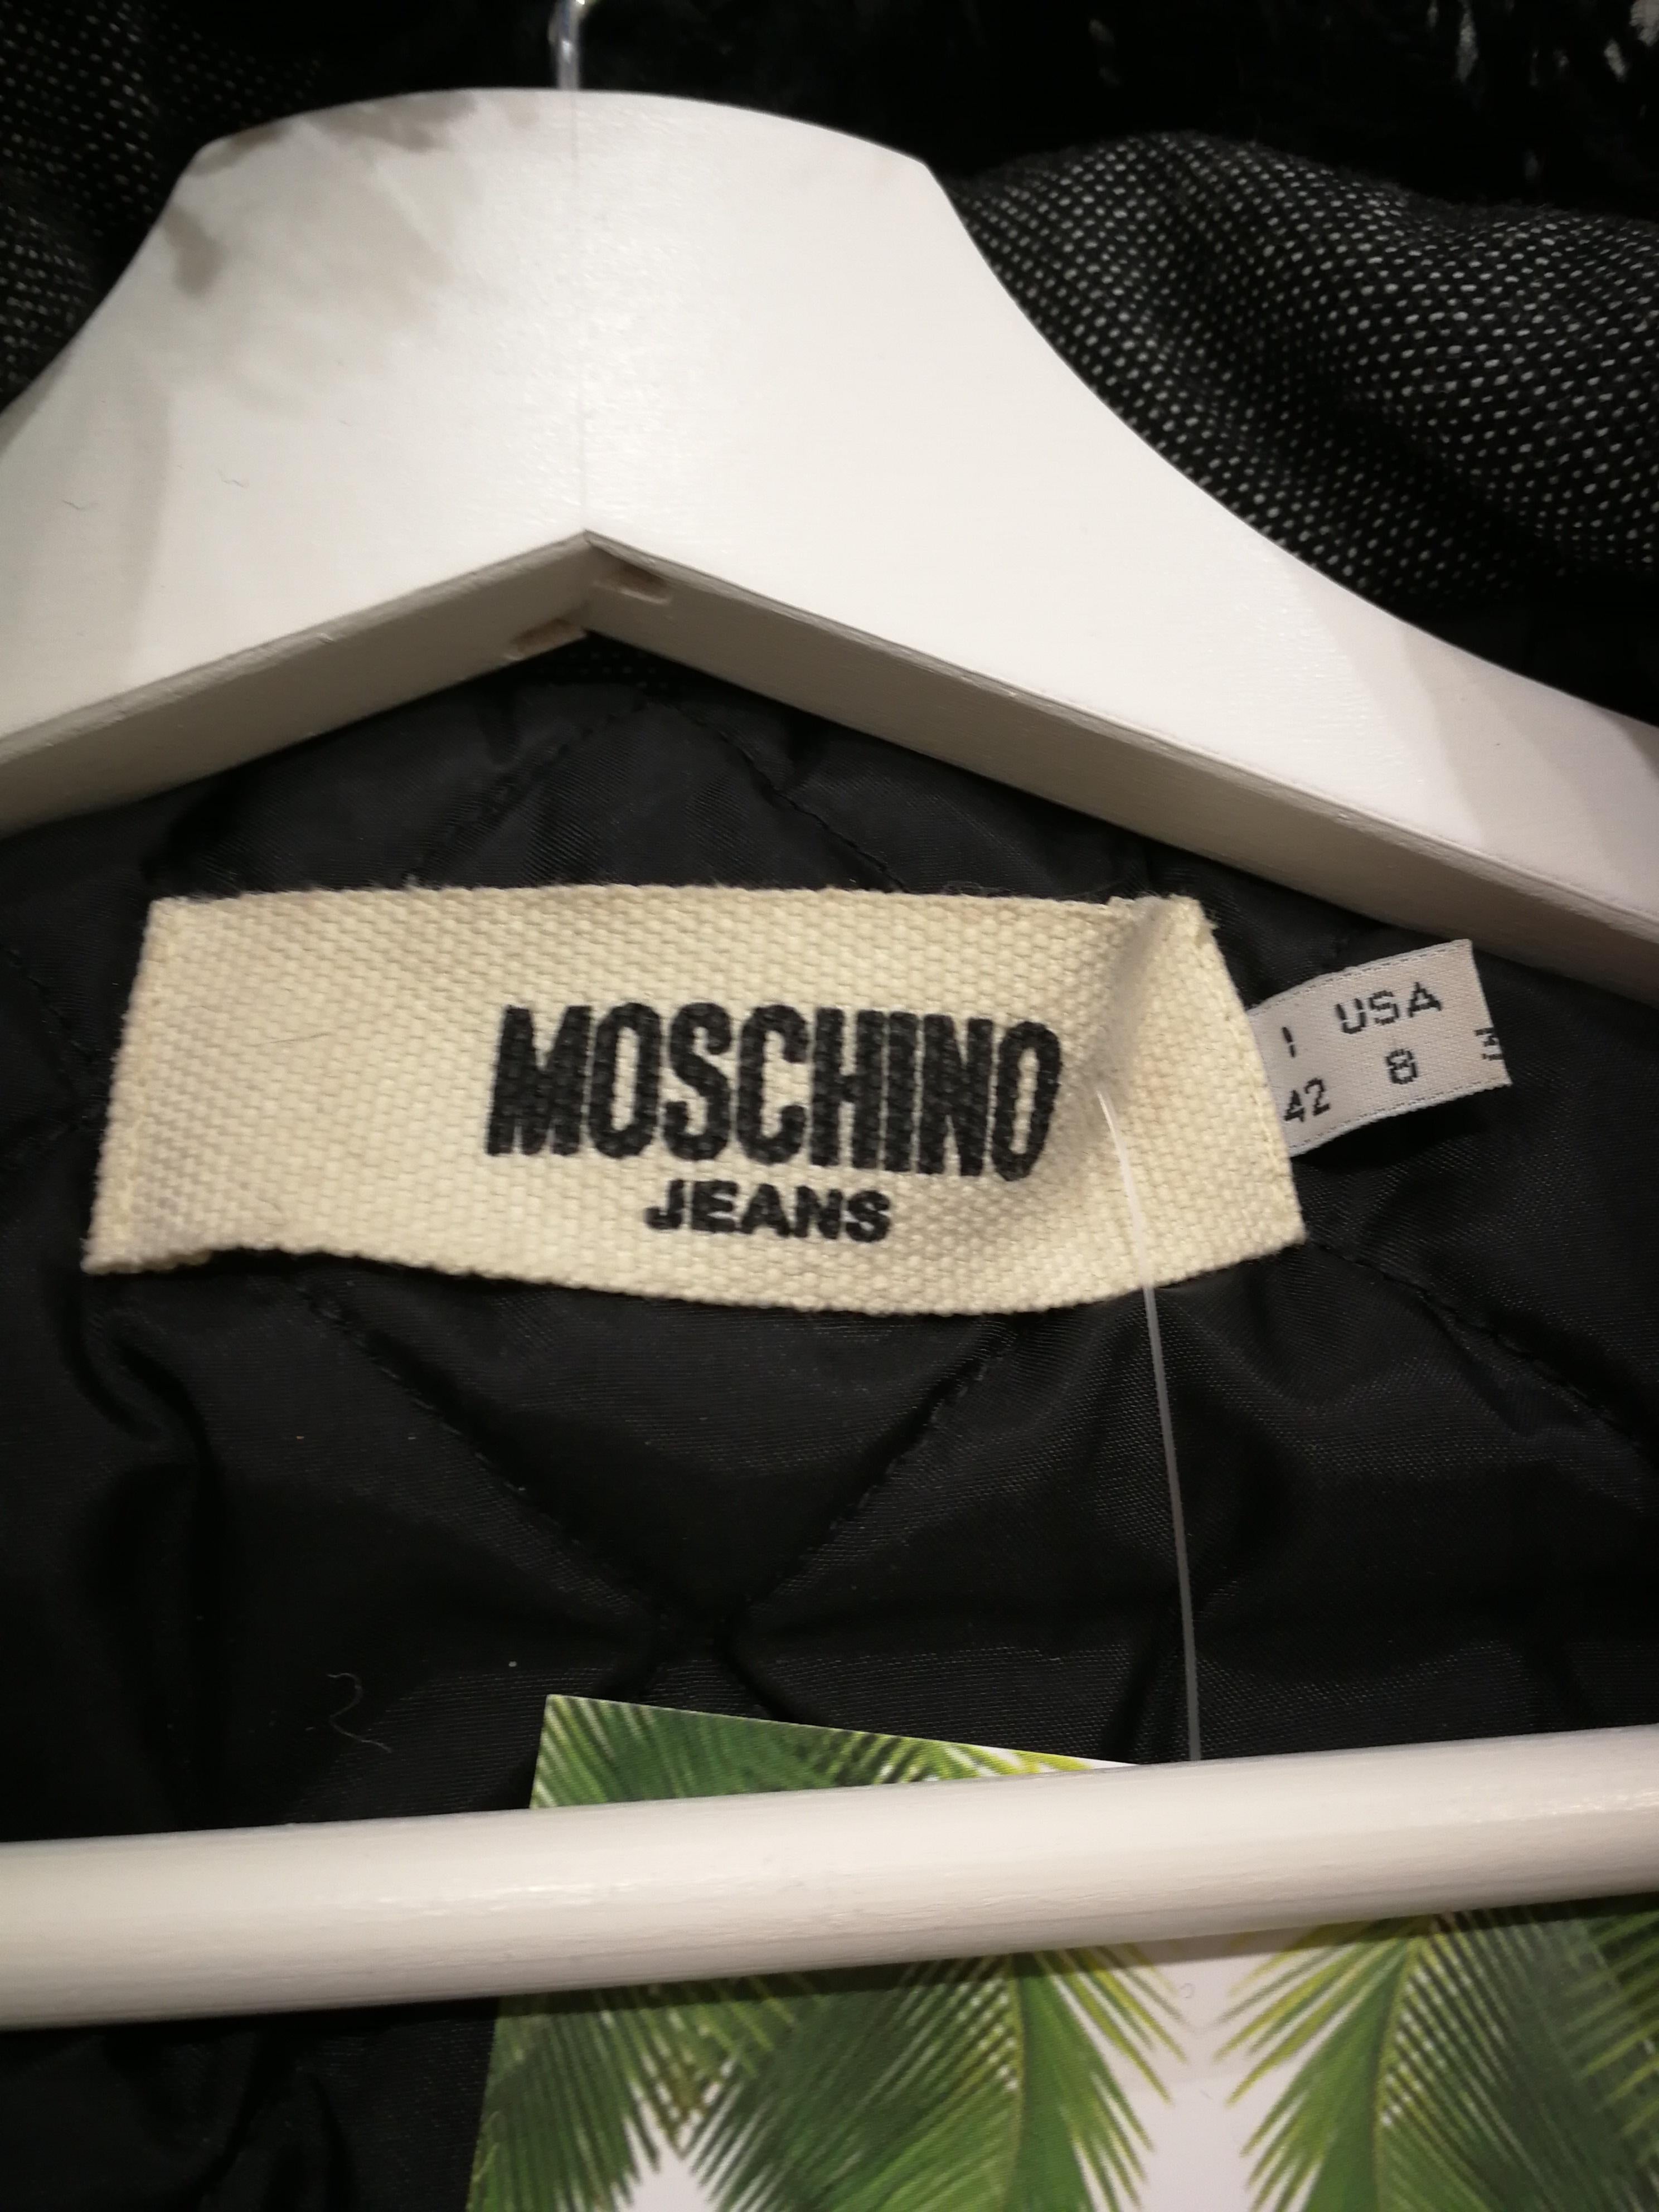 MOSCHINO
JEANS
I USA
42 8